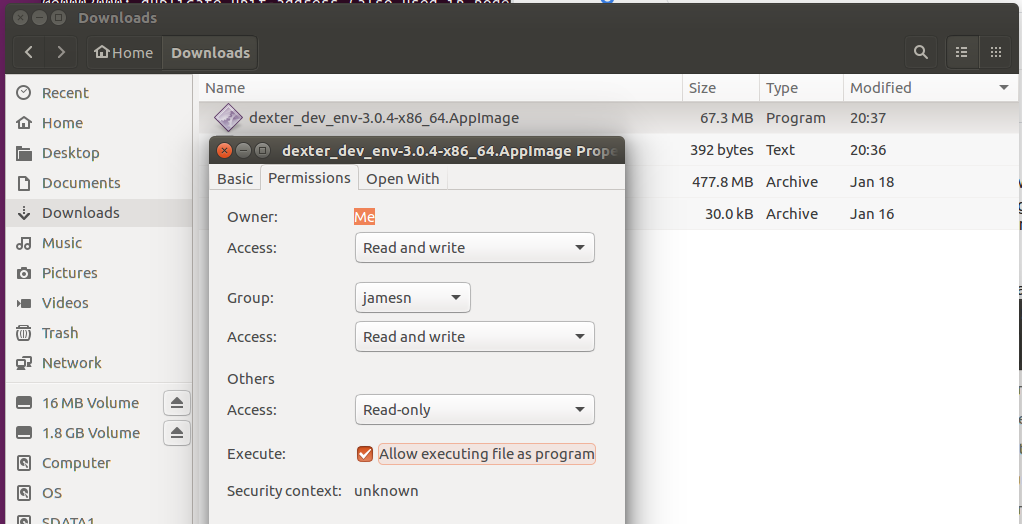 Downloads
Home Downloads
Recent
Home
Desktop
Documents
Downloads
Music
Pictures
Videos
Trash
Network
16 MB Volume
1.8 GB Volume
Computer
OS
SDATA1
Name Size Type Modified
dexter_dev_env-3.0.4-x86_64.AppImage 67.3 MB Program 20:37
392 bytes Text 20:36
477.8 MB Archive Jan 18
30.0 kB Archive Jan 16
dexter_dev_env-3.0.4-x86_64.AppImage Prope
Basic Permissions Open With
Owner: Me
Access: Read and write
Group: jamesn
Access: Read and write
Others
Access: Read-only
Execute: Allow executing file as program
Security context: unknown